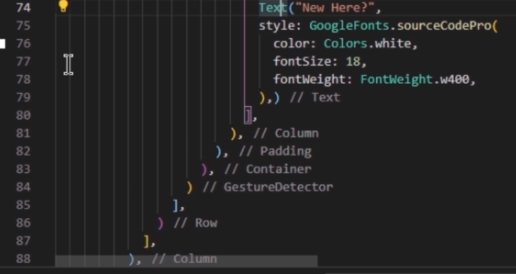 74 Text("New Here?",
75 style: GoogleFonts.sourceCodePro(
76 color: Colors.white,
77 fontSize: 18,
78 fontWeight: FontWeight.w400,
79 ),) // Text
80 ],
81 ), // Column
82 ), // Padding
83 ), // Container
84 ) // GestureDetector
85 ],
86 ) // Row
87 ],
88 ), // Column